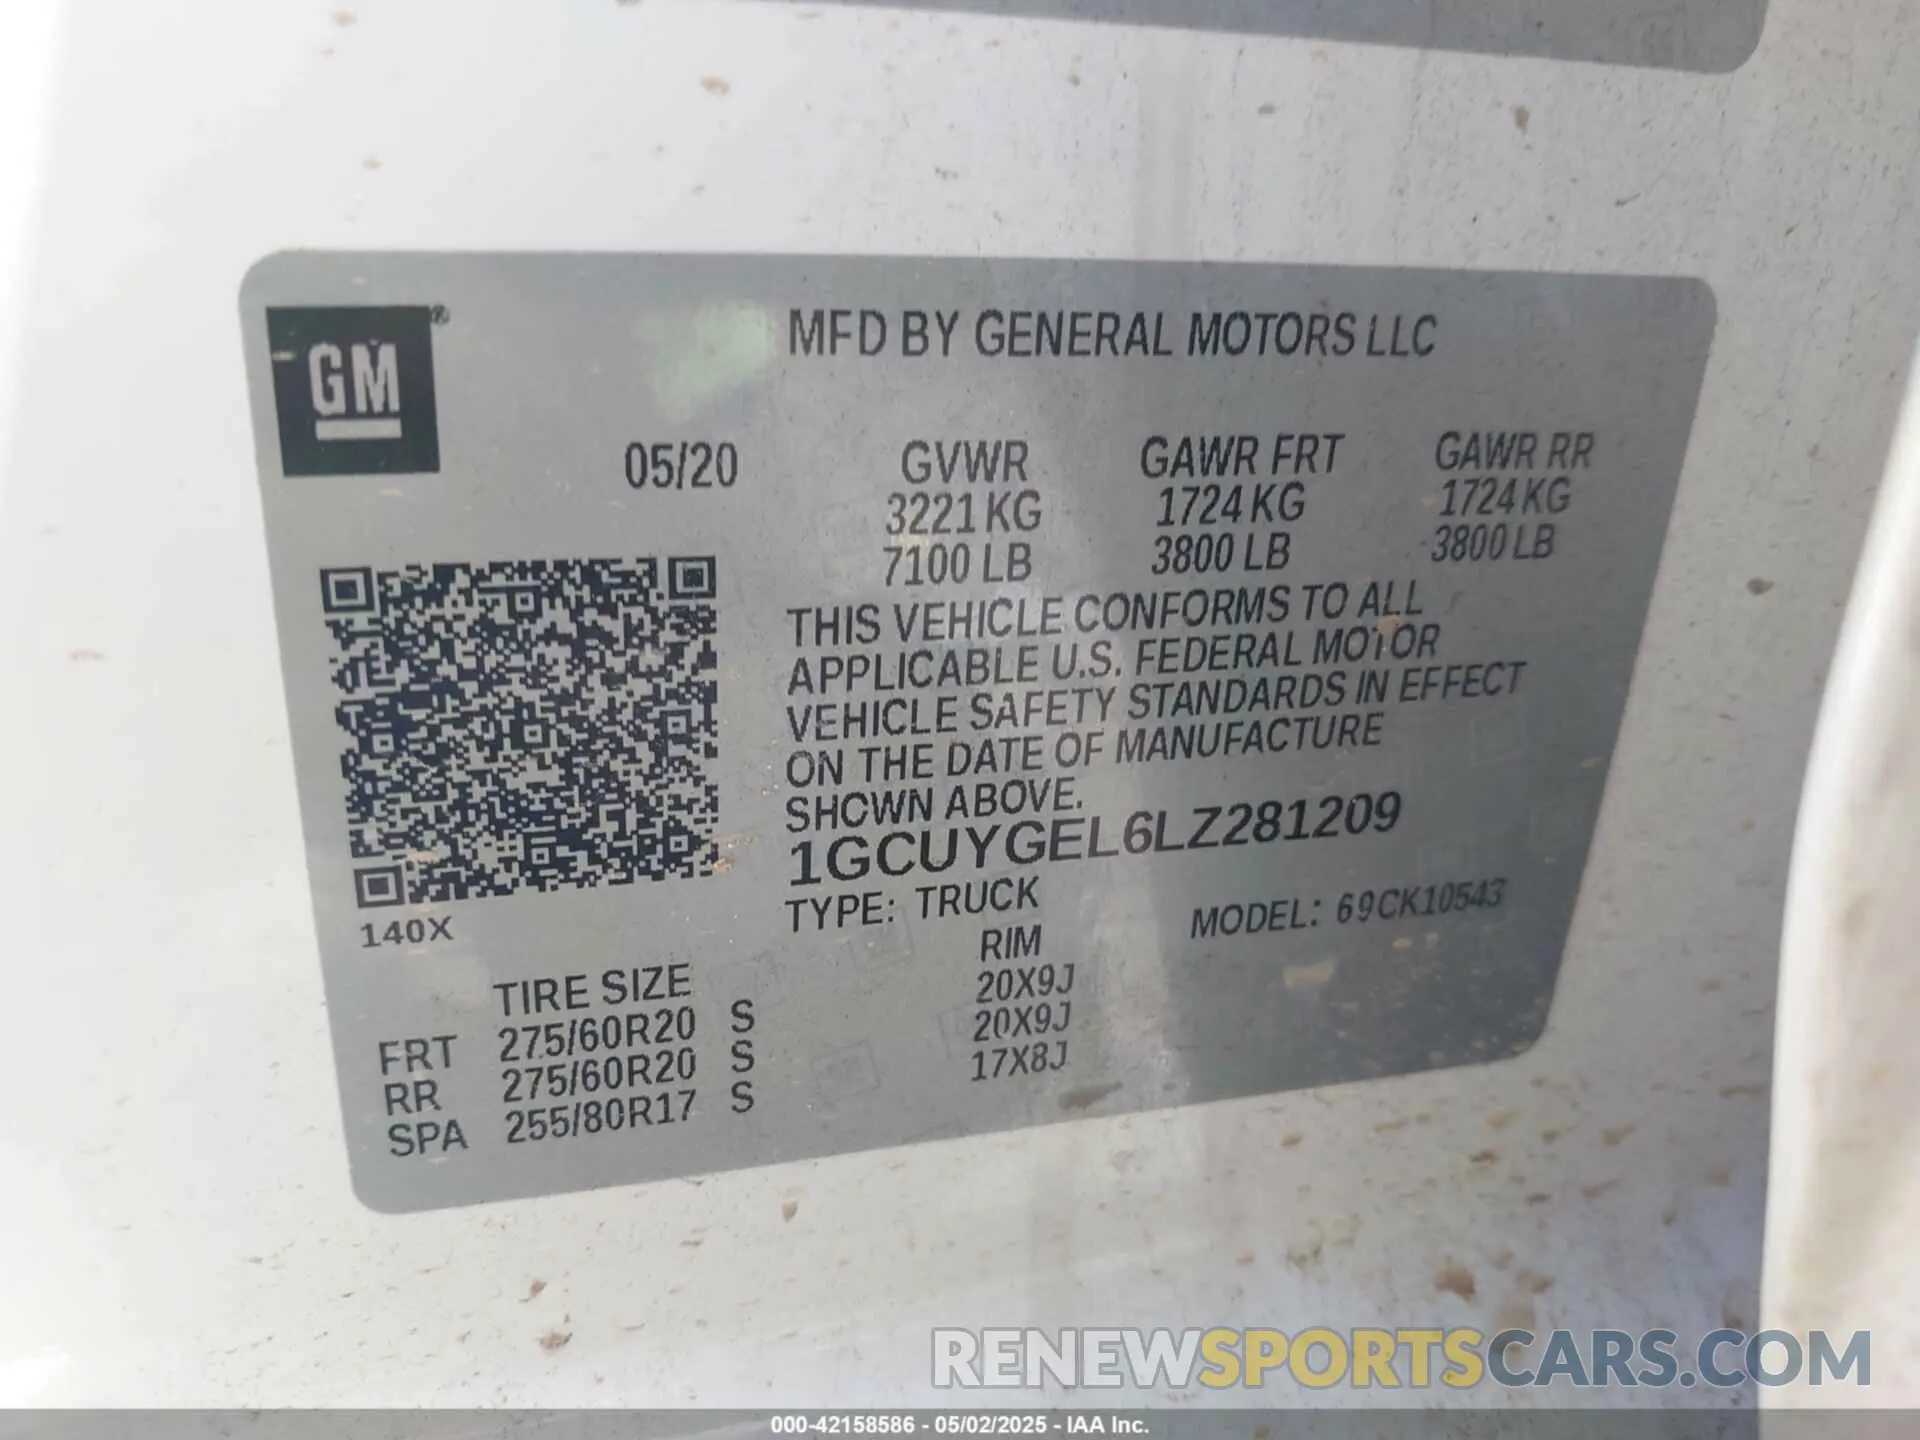 GM®
MFD BY GENERAL MOTORS LLC
05/20
GVWR GAWR FRT GAWR RR
3221 KG 1724 KG 1724 KG
7100 LB 3800 LB 3800 LB
THIS VEHICLE CONFORMS TO ALL
APPLICABLE U.S. FEDERAL MOTOR
VEHICLE SAFETY STANDARDS IN EFFECT
ON THE DATE OF MANUFACTURE
SHOWN ABOVE.
1GCUYGEL6LZ281209
TYPE: TRUCK MODEL: 69CK10543
140X
TIRE SIZE RIM
FRT 275/60R20 S 20X9J
RR 275/60R20 S 20X9J
SPA 255/80R17 S 17X8J
RENEWSPORTSCARS.COM
000-42158586 - 05/02/2025 - IAA Inc.